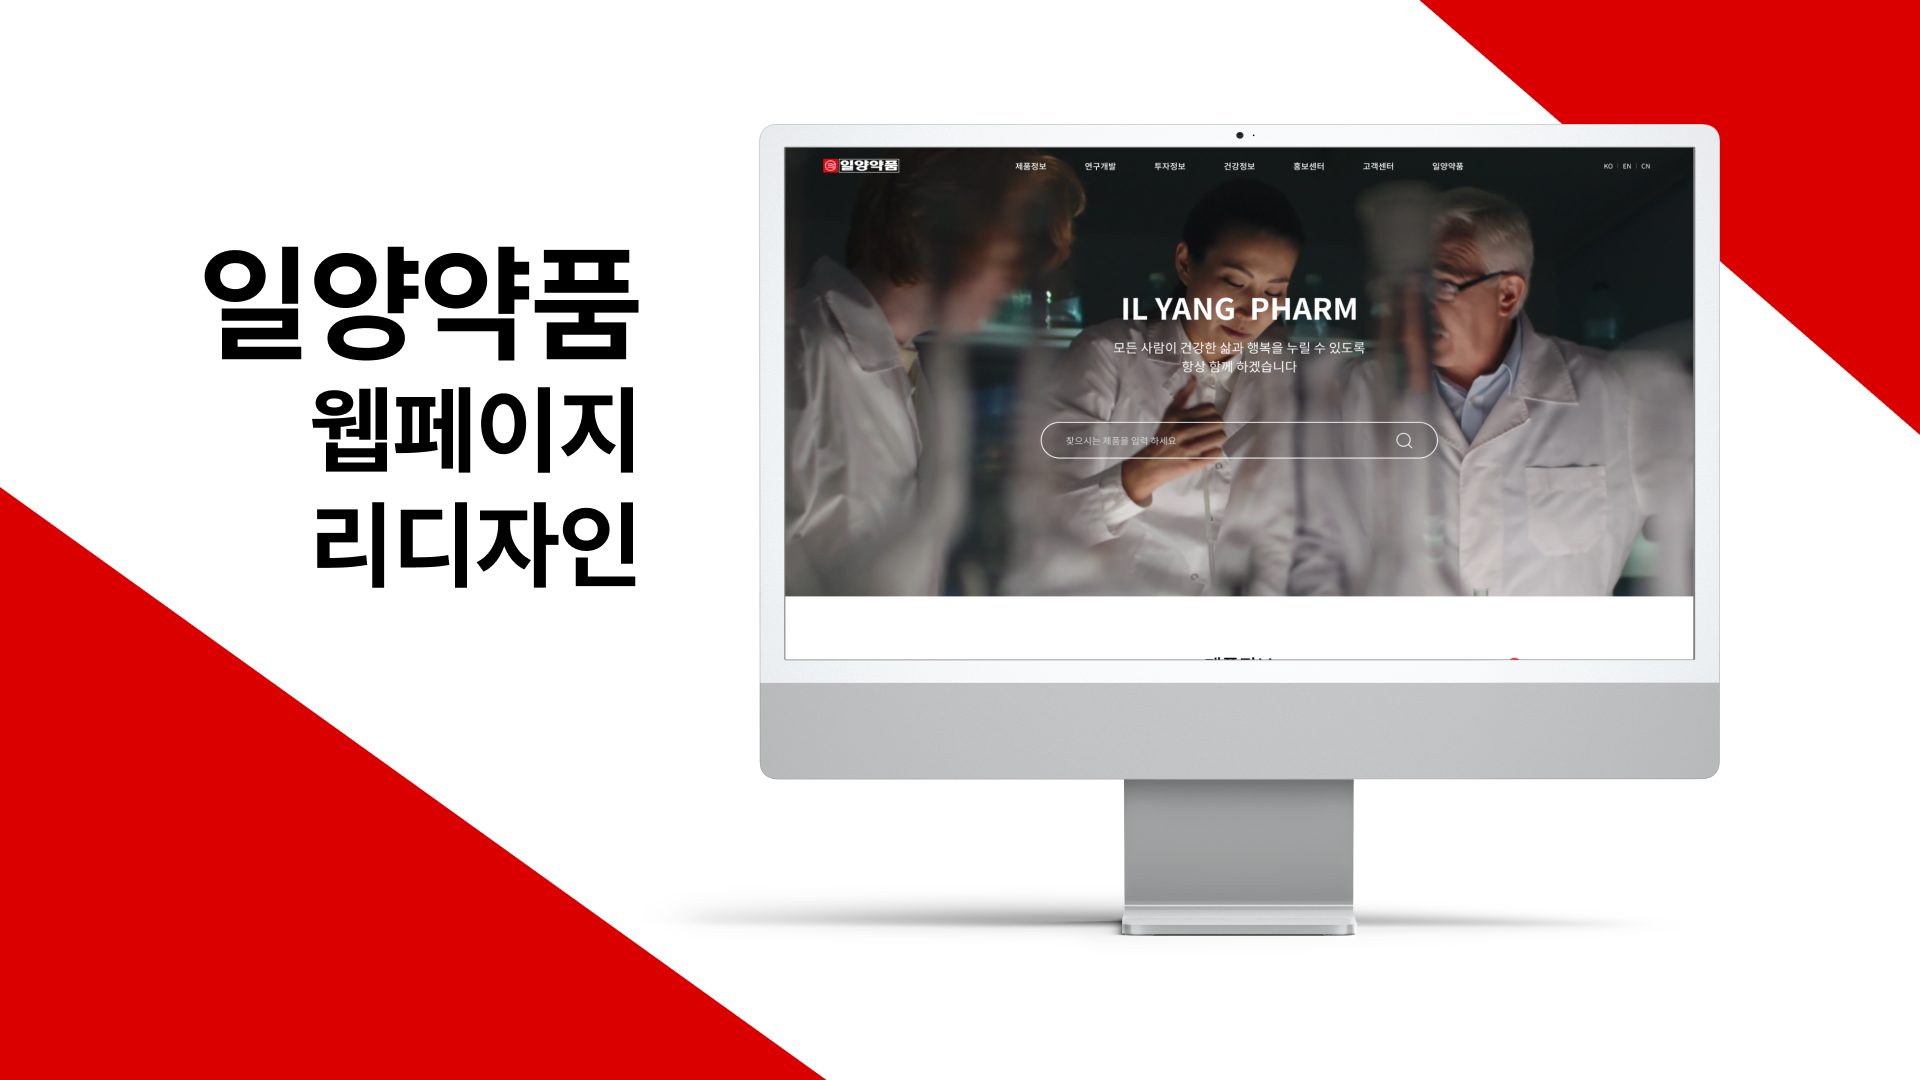 일양약품
웹페이지
리디자인
일양약품
제품정보 연구개발 투자정보 건강정보 홍보센터 고객센터 일양약품
KO EN CN
IL YANG PHARM
모든 사람이 건강한 삶과 행복을 누릴 수 있도록
항상 함께 하겠습니다
찾으시는 제품을 입력 하세요